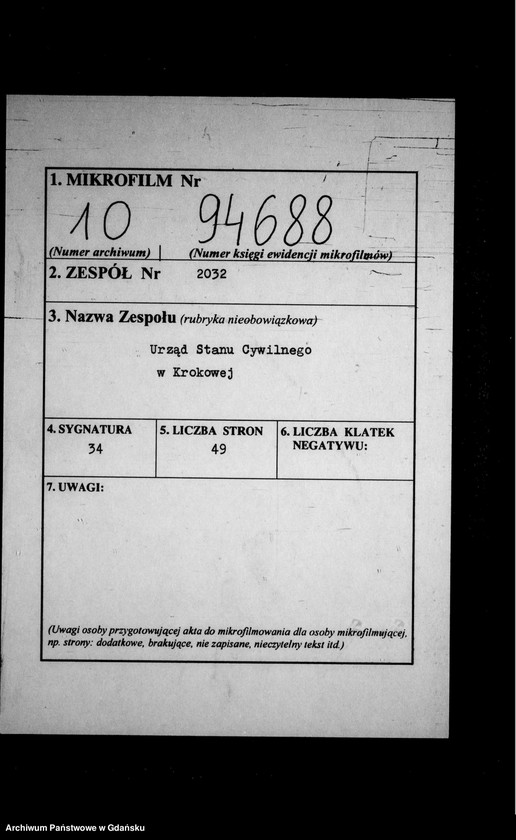 1. MIKROFILM Nr
10 94688
(Numer archiwum) (Numer księgi ewidencji mikrofilmów)
2. ZESPÓŁ Nr 2032
3. Nazwa Zespołu (rubryka nieobowiązkowa)
Urząd Stanu Cywilnego
w Krokowej
4. SYGNATURA 5. LICZBA STRON 6. LICZBA KLATEK
NEGATYWU:
34 49
7. UWAGI:
(Uwagi osoby przygotowującej akta do mikrofilmowania dla osoby mikrofilmującej.
np. strony: dodatkowe, brakujące, nie zapisane, nieczytelny tekst itd.)
Archiwum Państwowe w Gdańsku